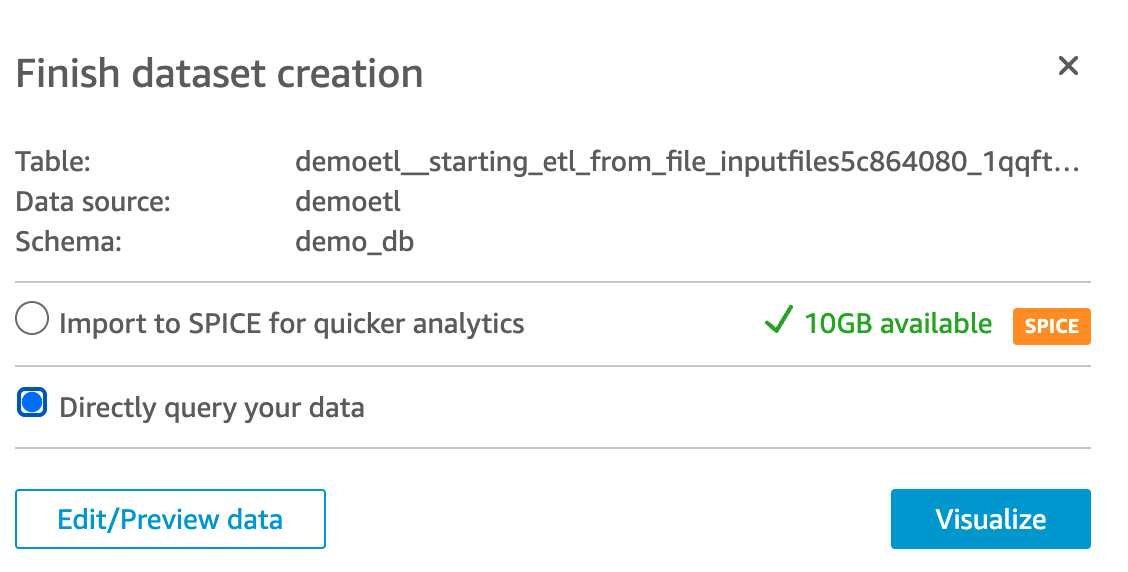 Finish dataset creation
Table: demoetl__starting_etl_from_file_inputfiles5c864080_1qqft...
Data source: demoetl
Schema: demo_db
Import to SPICE for quicker analytics 10GB available SPICE
Directly query your data
Edit/Preview data Visualize